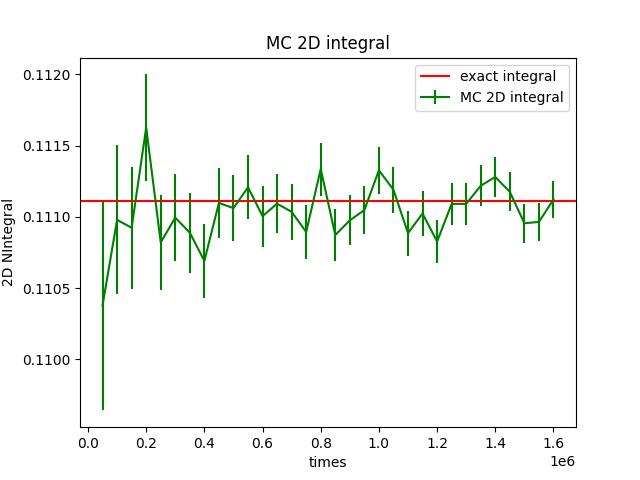 MC 2D integral
exact integral
MC 2D integral
2D NIntegral
0.1120
0.1115
0.1110
0.1105
0.1100
0.0 0.2 0.4 0.6 0.8 1.0 1.2 1.4 1.6
1e6
times